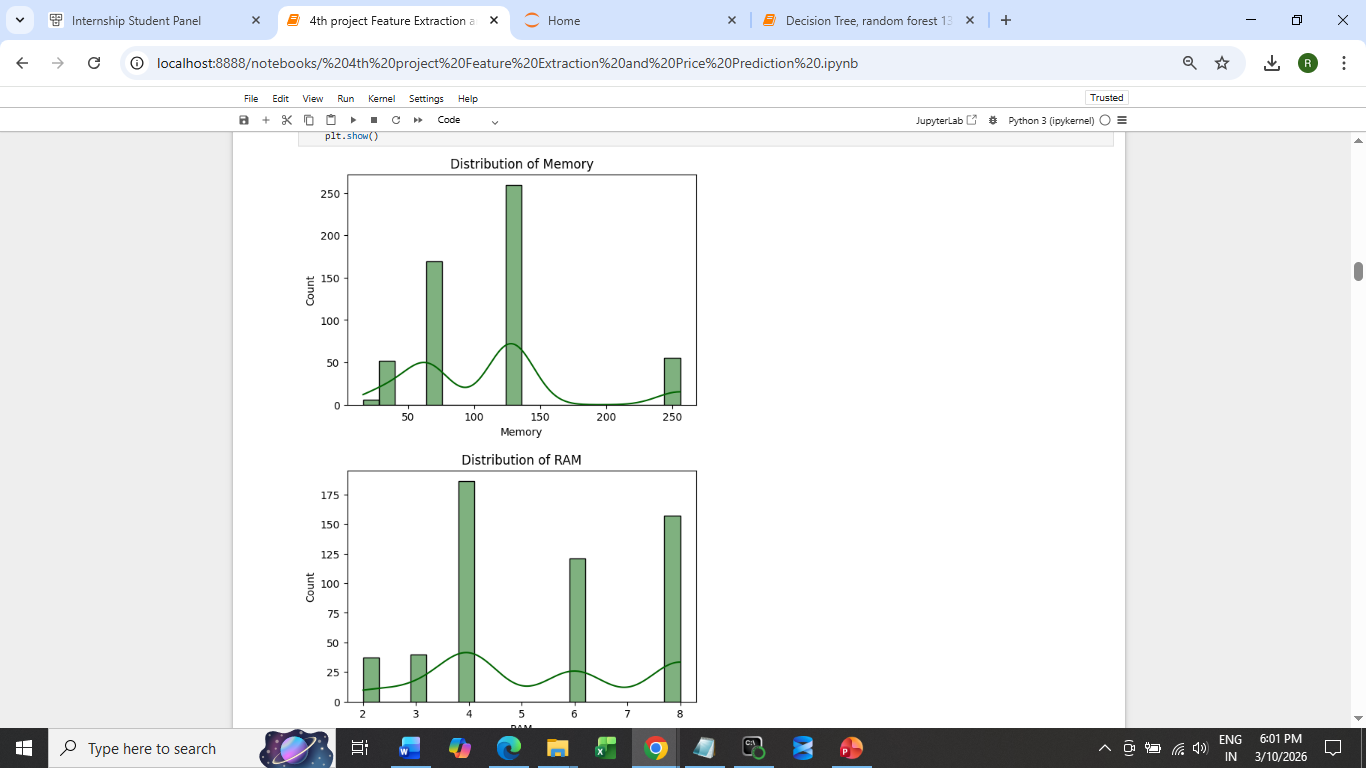 Internship Student Panel
4th project Feature Extraction a
Home
Decision Tree, random forest 13
localhost:8888/notebooks/%204th%20project%20Feature%20Extraction%20and%20Price%20Prediction%20.ipynb
R
File Edit View Run Kernel Settings Help
Trusted
Code
JupyterLab
Python 3 (ipykernel)
plt.show()
Distribution of Memory
250
200
150
100
50
0
Count
50 100 150 200 250
Memory
Distribution of RAM
175
150
125
100
75
50
25
0
Count
2 3 4 5 6 7 8
RAM
Type here to search
ENG
IN
6:01 PM
3/10/2026